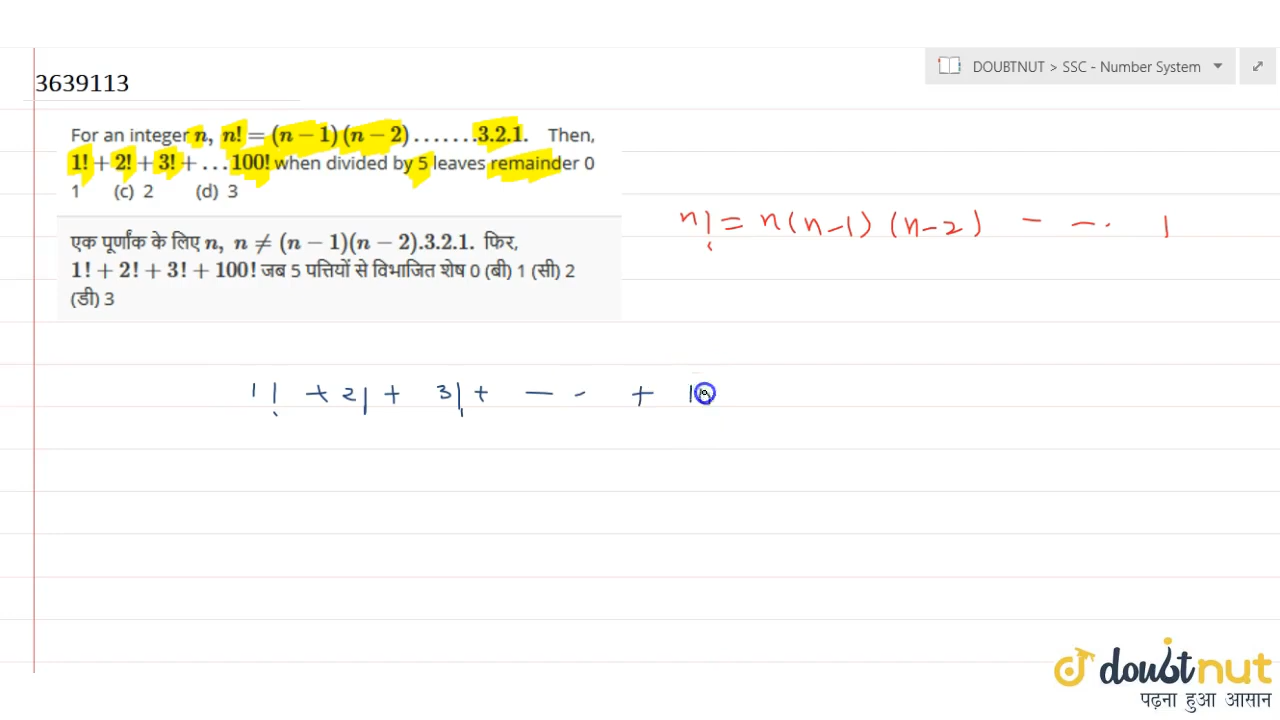 3639113
DOUBTNUT > SSC - Number System
For an integer n, n! = (n − 1)(n − 2).......3.2.1. Then,
1! + 2! + 3! + ...100! when divided by 5 leaves remainder 0
1 (c) 2 (d) 3
n! = n(n-1) (n-2) - -. 1
एक पूर्णांक के लिए n, n ≠ (n − 1)(n − 2).3.2.1. फिर,
1! + 2! + 3! + 100! जब 5 पत्तियों से विभाजित शेष 0 (बी) 1 (सी) 2
(डी) 3
1! + 2! + 3! + - - + 1
doubtnut
पढ़ना हुआ आसान